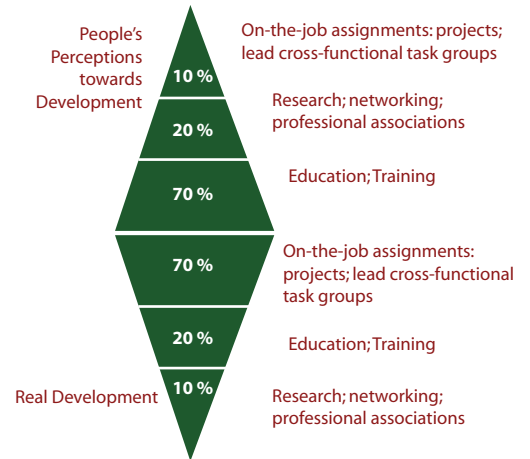 People's
Perceptions
towards
Development
10 %
On-the-job assignments: projects;
lead cross-functional task groups
20 %
Research; networking;
professional associations
70 %
Education; Training
70 %
On-the-job assignments:
projects; lead cross-functional
task groups
20 %
Education; Training
Real Development
10 %
Research; networking;
professional associations